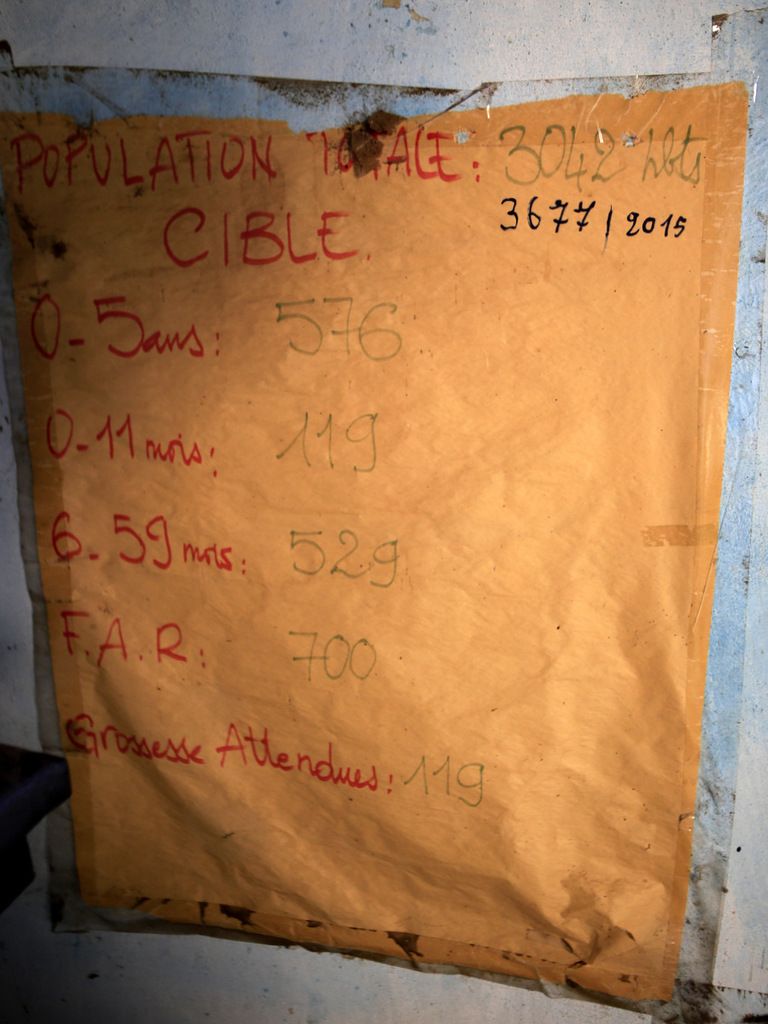 POPULATION TOTALE: 3042 hbts
3677 / 2015
CIBLE.
0-5ans: 576
0-11 mois: 119
6-59 mois: 529
F.A.R: 700
Grossesse Attendues: 119